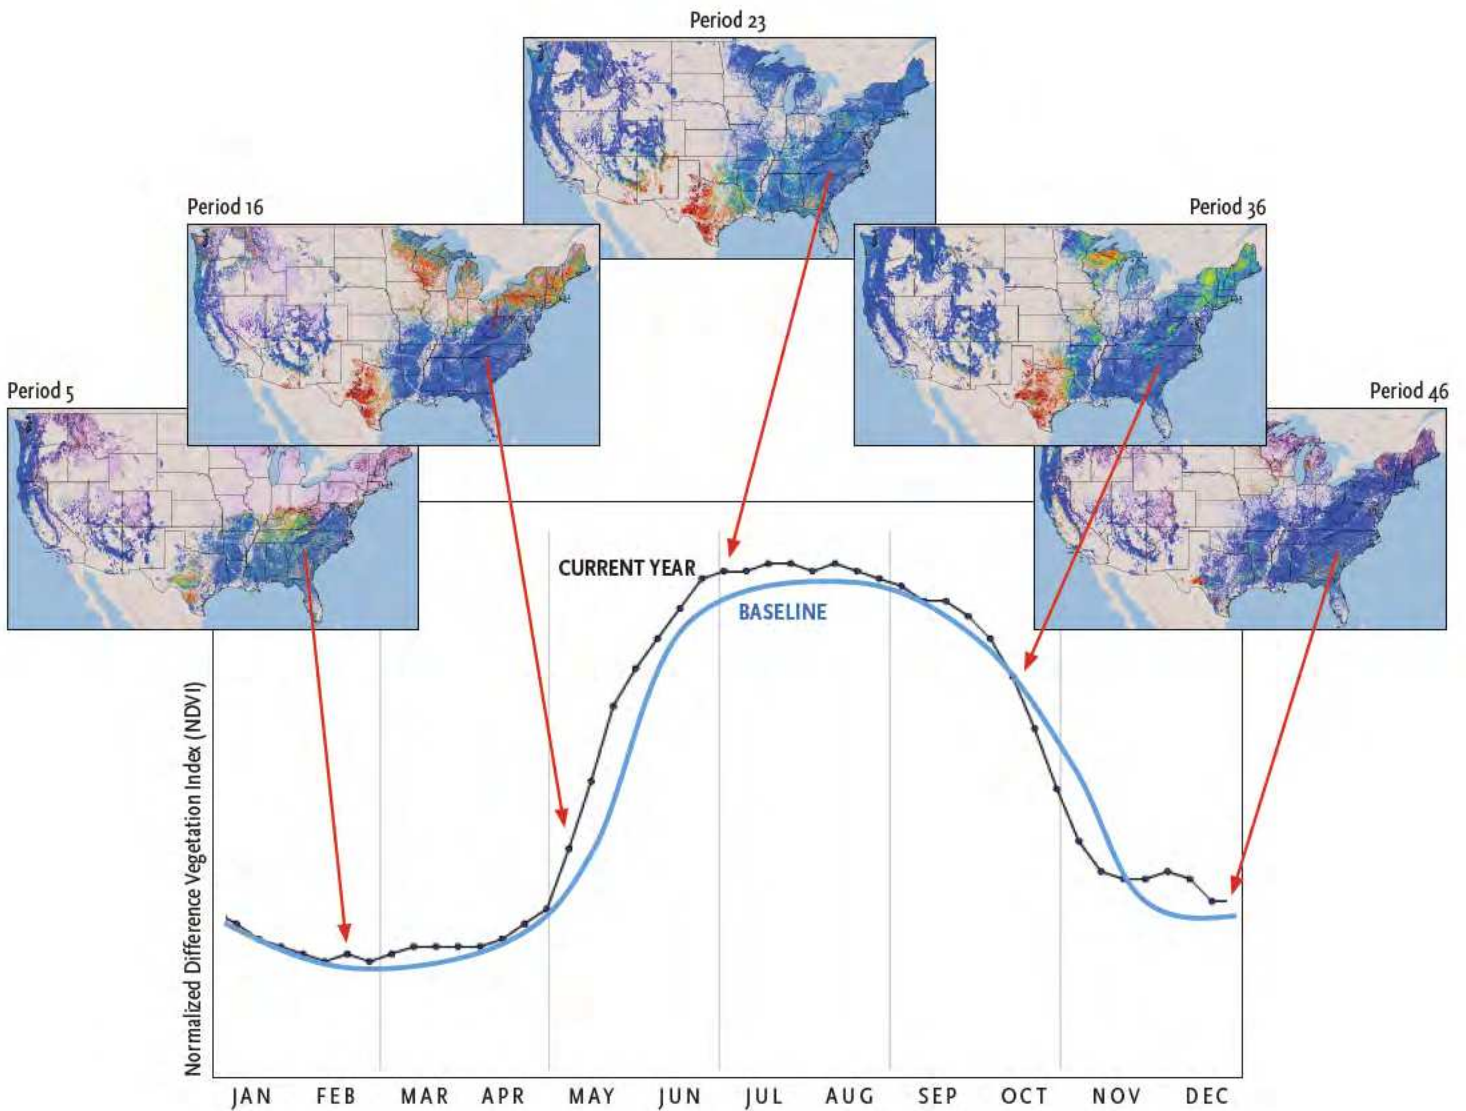 Period 23
Period 16
Period 36
Period 5
Period 46
CURRENT YEAR
BASELINE
Normalized Difference Vegetation Index (NDVI)
JAN FEB MAR APR MAY JUN JUL AUG SEP OCT NOV DEC